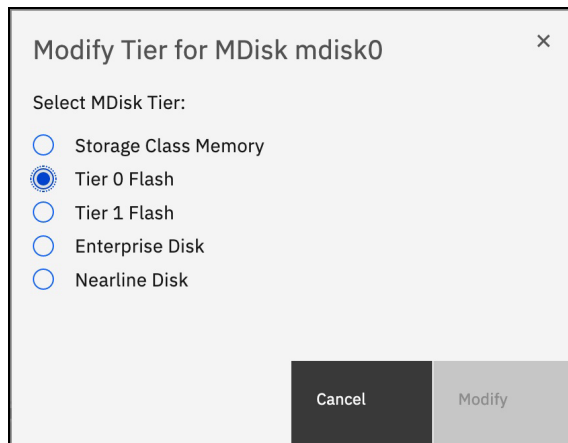 Modify Tier for MDisk mdisk0
Select MDisk Tier:
Storage Class Memory
Tier 0 Flash
Tier 1 Flash
Enterprise Disk
Nearline Disk
Cancel
Modify